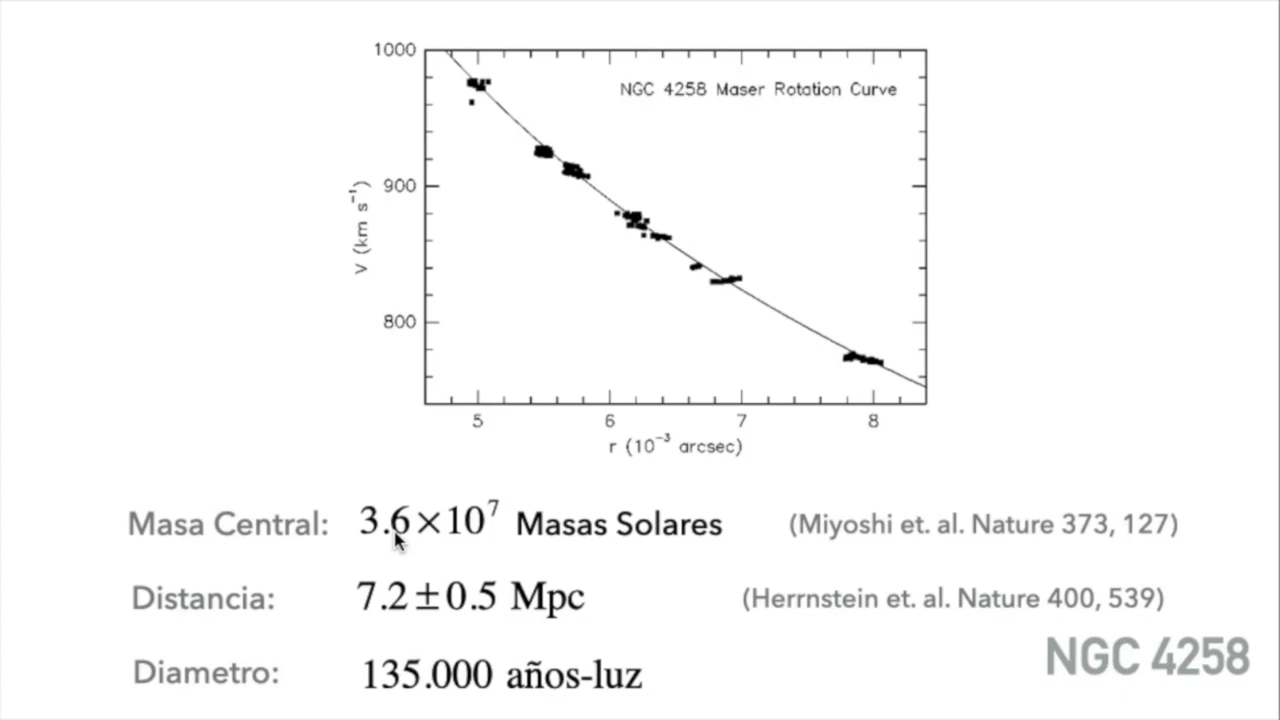 1000
NGC 4258 Maser Rotation Curve
900
V (km s⁻¹)
800
5 6 7 8
r (10⁻³ arcsec)
Masa Central: 3.6×10⁷ Masas Solares (Miyoshi et. al. Nature 373, 127)
Distancia: 7.2±0.5 Mpc (Herrnstein et. al. Nature 400, 539)
NGC 4258
Diametro: 135.000 años-luz